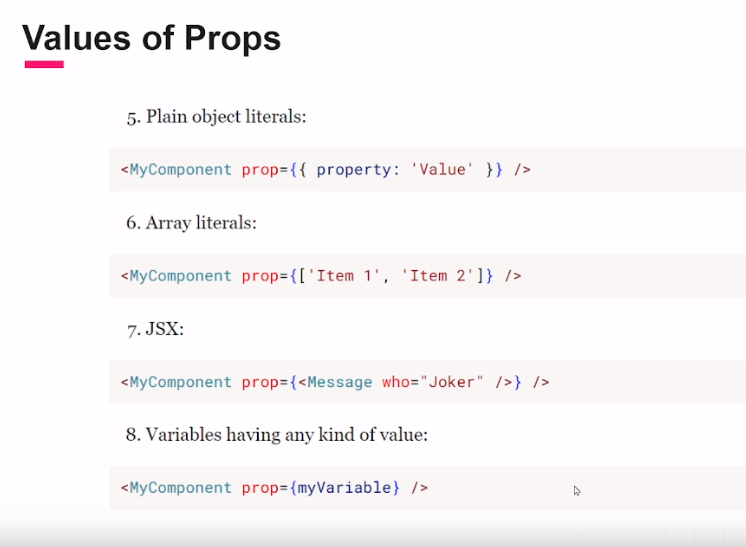 Values of Props
5. Plain object literals:
<MyComponent prop={{ property: 'Value' }} />
6. Array literals:
<MyComponent prop={['Item 1', 'Item 2']} />
7. JSX:
<MyComponent prop={<Message who="Joker" />} />
8. Variables having any kind of value:
<MyComponent prop={myVariable} />